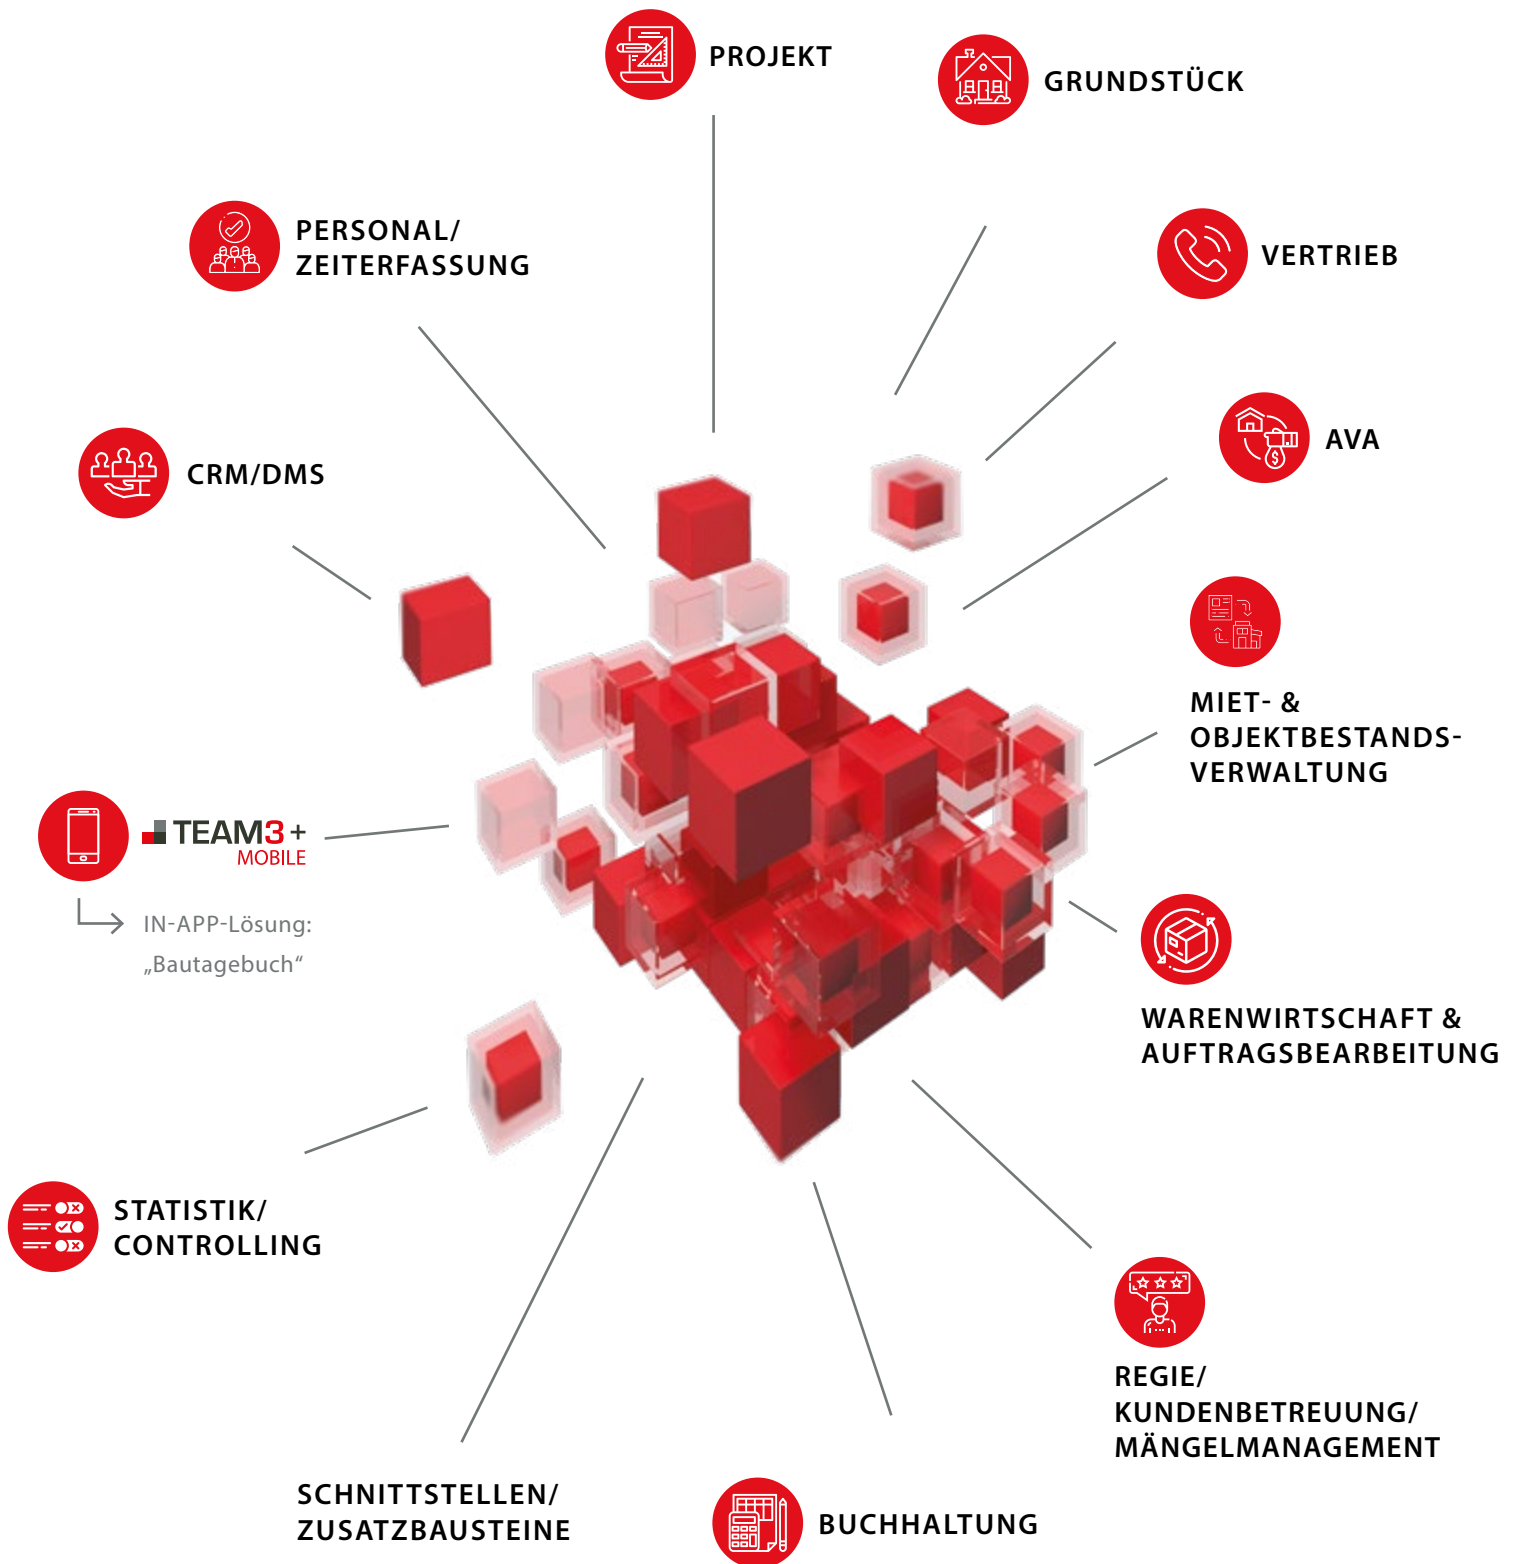 PROJEKT
GRUNDSTÜCK
PERSONAL/
ZEITERFASSUNG
VERTRIEB
AVA
CRM/DMS
MIET- &
OBJEKTBESTANDS-
VERWALTUNG
TEAM3+
MOBILE
IN-APP-Lösung:
„Bautagebuch“
WARENWIRTSCHAFT &
AUFTRAGSBEARBEITUNG
STATISTIK/
CONTROLLING
REGIE/
KUNDENBETREUUNG/
MÄNGELMANAGEMENT
SCHNITTSTELLEN/
ZUSATZBAUSTEINE
BUCHHALTUNG